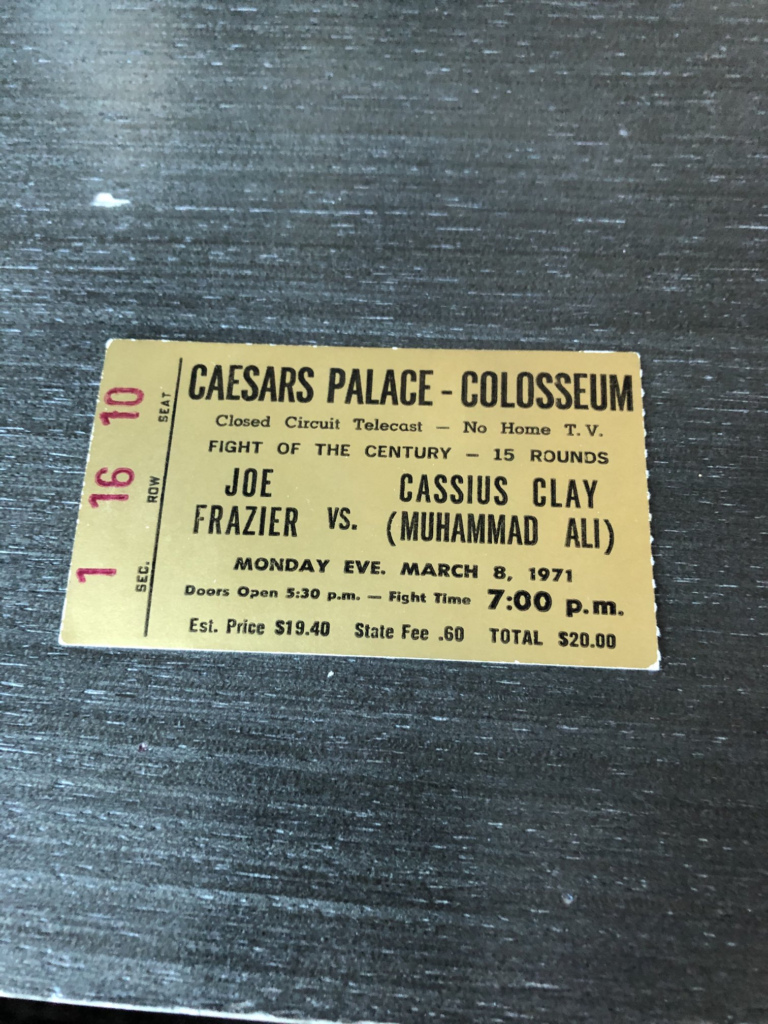 CAESARS PALACE - COLOSSEUM
Closed Circuit Telecast — No Home T. V.
FIGHT OF THE CENTURY — 15 ROUNDS
JOE FRAZIER vs. CASSIUS CLAY (MUHAMMAD ALI)
MONDAY EVE. MARCH 8, 1971
Doors Open 5:30 p.m. — Fight Time 7:00 p.m.
Est. Price $19.40 State Fee .60 TOTAL $20.00
1 16 10
SEC. ROW SEAT